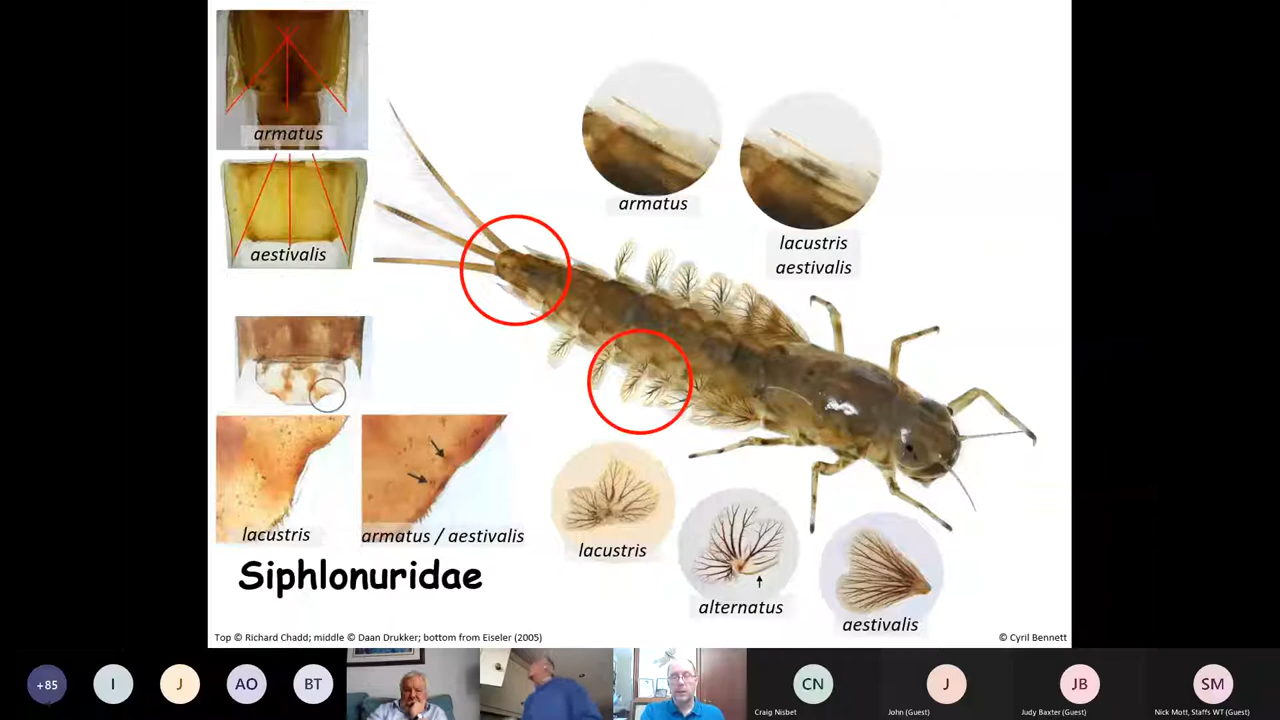 armatus
aestivalis
armatus
lacustris
aestivalis
lacustris
armatus / aestivalis
lacustris
alternatus
aestivalis
Siphlonuridae
Top © Richard Chadd; middle © Daan Drukker; bottom from Eiseler (2005)
© Cyril Bennett
+85
I
J
AO
BT
CN
J
JB
SM
Craig Nisbet
John (Guest)
Judy Baxter (Guest)
Nick Mott, Staffs WT (Guest)